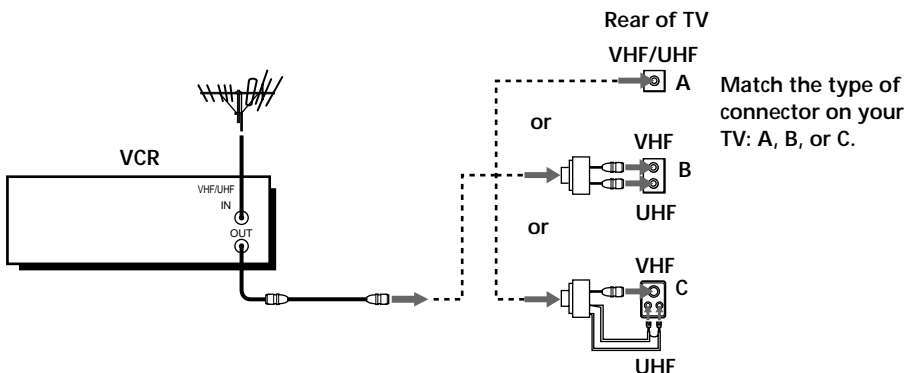 Rear of TV
VHF/UHF
A
Match the type of
connector on your
TV: A, B, or C.
or
VCR
VHF
B
VHF/UHF
IN
UHF
OUT
or
VHF
C
UHF